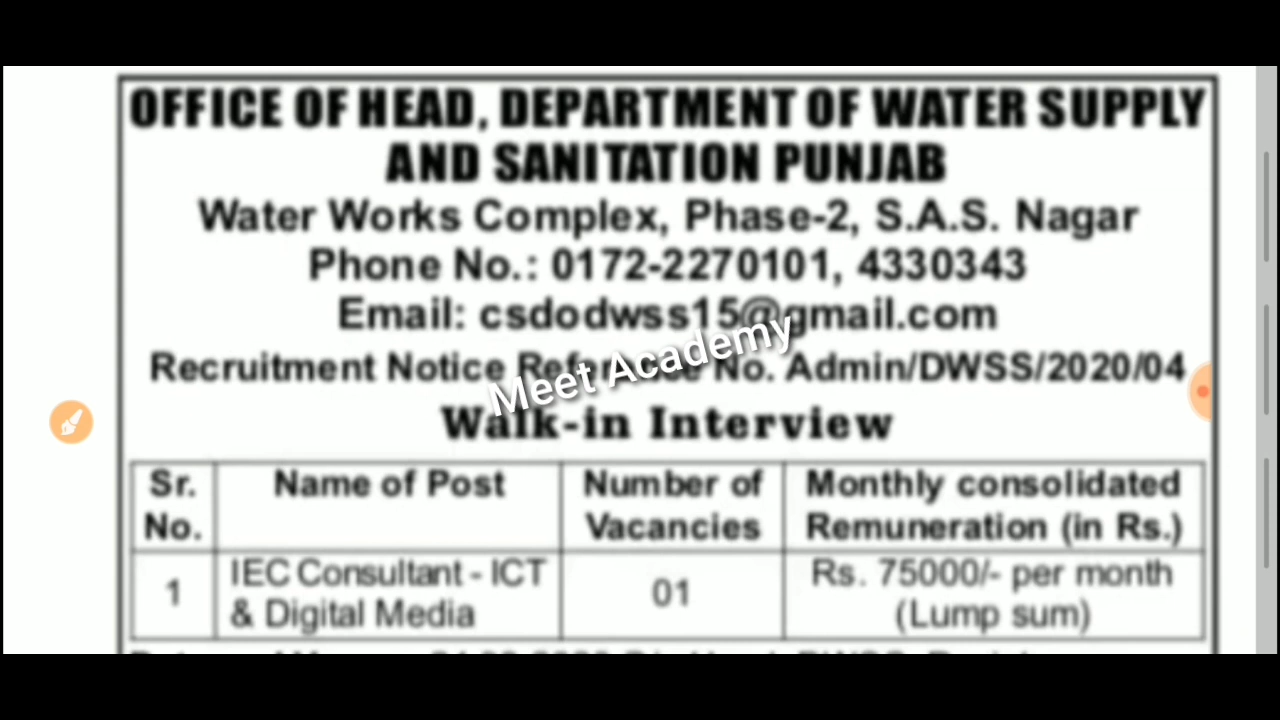 OFFICE OF HEAD, DEPARTMENT OF WATER SUPPLY
AND SANITATION PUNJAB
Water Works Complex, Phase-2, S.A.S. Nagar
Phone No.: 0172-2270101, 4330343
Email: csdodwss15@gmail.com
Recruitment Notice Reference No. Admin/DWSS/2020/04
Meet Academy
Walk-in Interview
Sr. No. Name of Post Number of Vacancies Monthly consolidated Remuneration (in Rs.)
1 IEC Consultant - ICT & Digital Media 01 Rs. 75000/- per month (Lump sum)